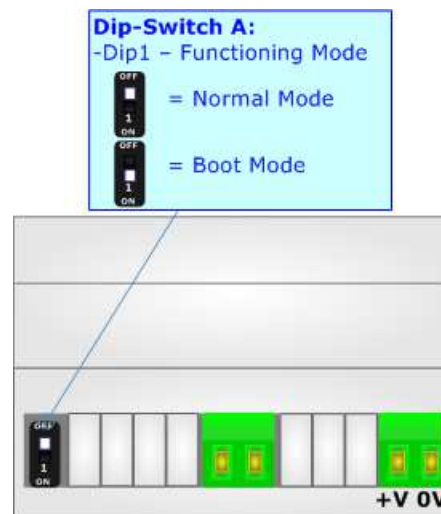 Dip-Switch A:
-Dip1 – Functioning Mode
OFF
1
ON
= Normal Mode
OFF
1
ON
= Boot Mode
OFF
1
ON
+V 0V